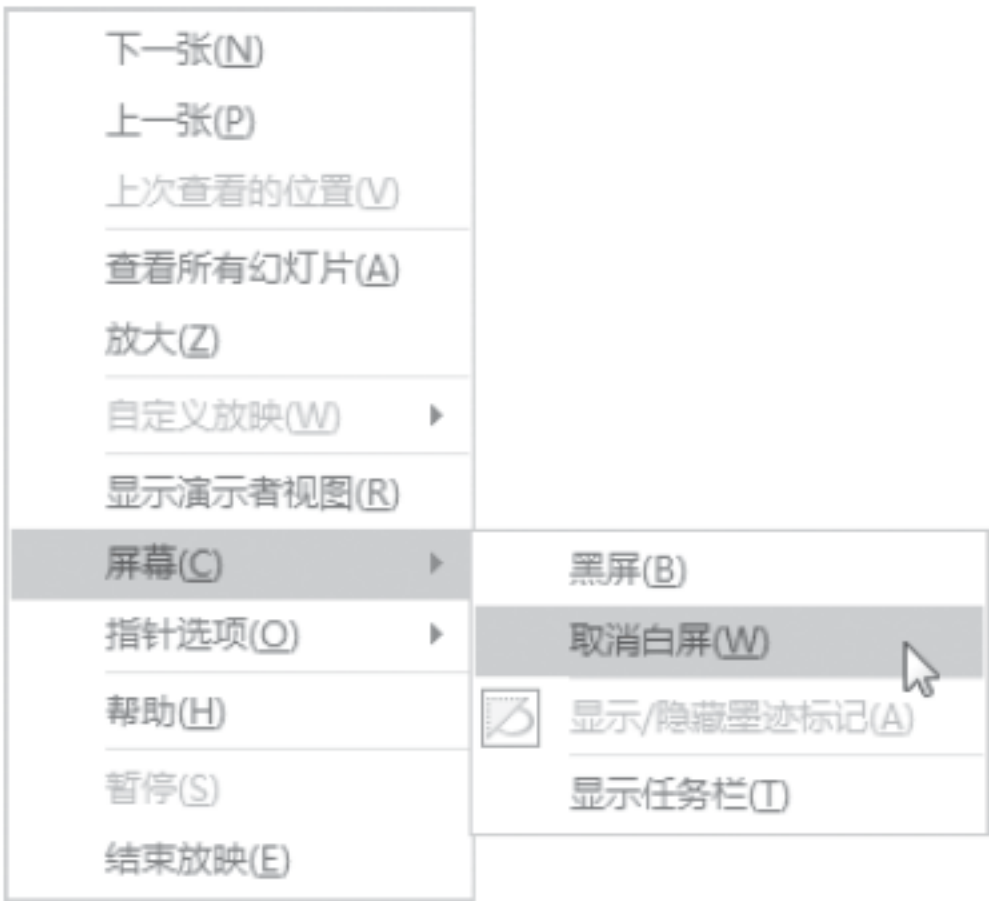 下一张(N)
上一张(P)
上次查看的位置(V)
查看所有幻灯片(A)
放大(Z)
自定义放映(W)
显示演示者视图(R)
屏幕(C)
指针选项(O)
帮助(H)
暂停(S)
结束放映(E)
黑屏(B)
取消白屏(W)
显示/隐藏墨迹标记(A)
显示任务栏(T)